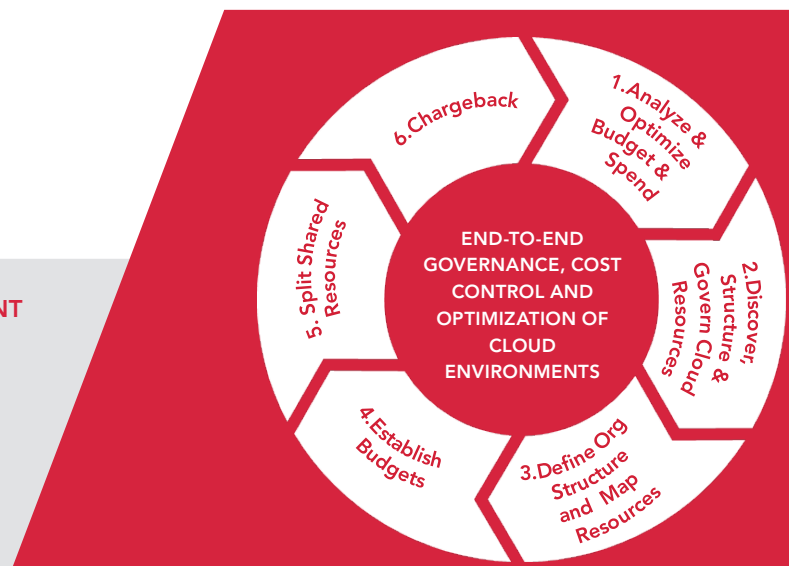 NT
1.Analyze &
Optimize
Budget &
Spend
2.Discover,
Structure &
Govern Cloud
Resources
3.Define Org
Structure
and Map
Resources
4.Establish
Budgets
5. Split Shared
Resources
6.Chargeback
END-TO-END
GOVERNANCE, COST
CONTROL AND
OPTIMIZATION OF
CLOUD
ENVIRONMENTS